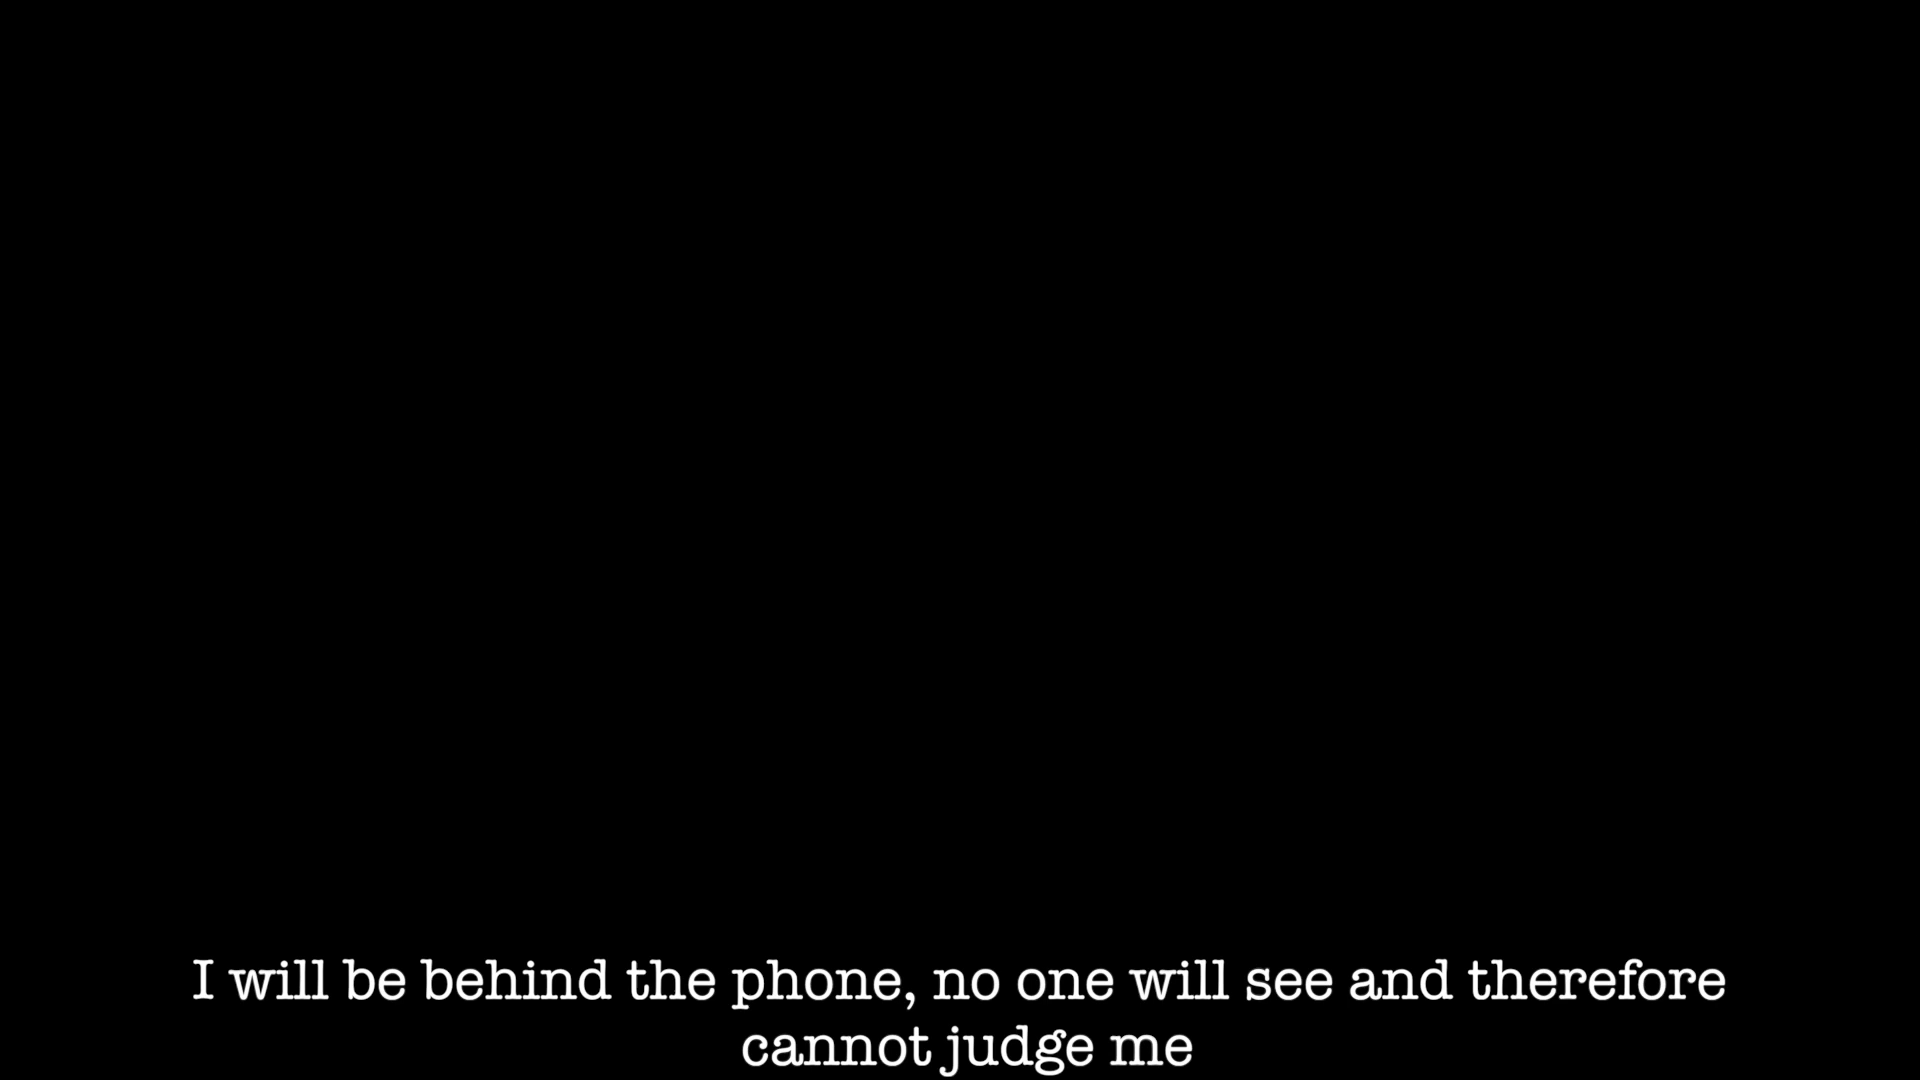 I will be behind the phone, no one will see and therefore
cannot judge me